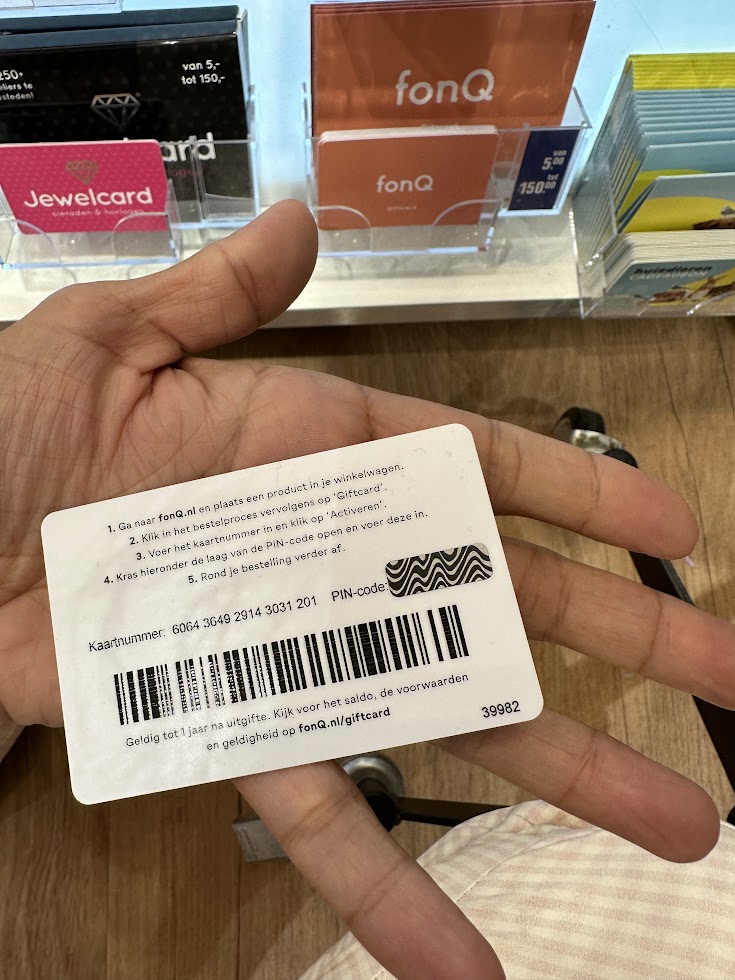 250+
van 5,-
tot 150,-
fonQ
Jewelcard
sieraden & horloges
fonQ
van
5,00
tot
150,00
huisdieren
1. Ga naar fonQ.nl en plaats een product in je winkelwagen.
2. Klik in het bestelproces vervolgens op 'Giftcard'.
3. Voer het kaartnummer in en klik op 'Activeren'.
4. Kras hieronder de laag van de PIN-code open en voer deze in.
5. Rond je bestelling verder af.
Kaartnummer: 6064 3649 2914 3031 201 PIN-code:
Geldig tot 1 jaar na uitgifte. Kijk voor het saldo, de voorwaarden
en geldigheid op fonQ.nl/giftcard
39982